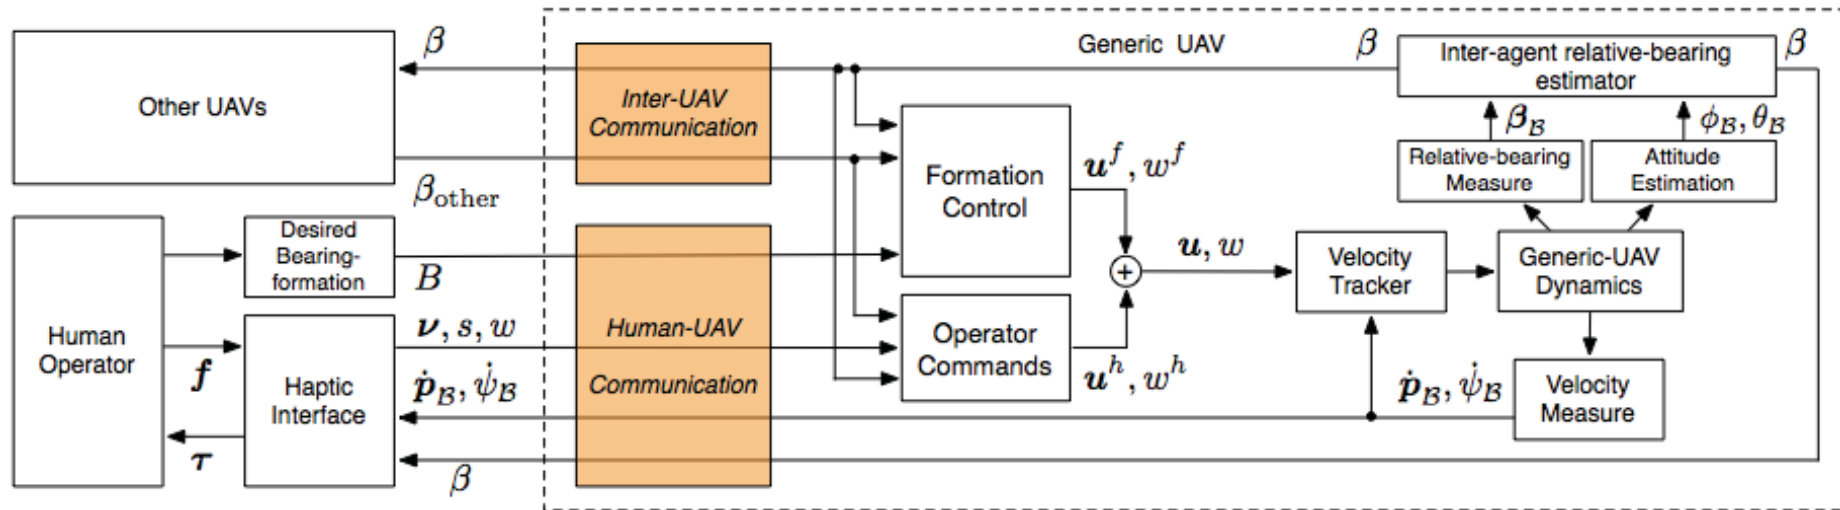 Other UAVs
β
β_other
Inter-UAV
Communication
Generic UAV
β
Inter-agent relative-bearing
estimator
β
𝜷_ℬ
ϕ_ℬ, θ_ℬ
Relative-bearing
Measure
Attitude
Estimation
Formation
Control
𝒖^f, w^f
Human
Operator
Desired
Bearing-
formation
B
𝒇
𝝉
Haptic
Interface
𝝂, s, w
𝒑̇_ℬ, ψ̇_ℬ
β
Human-UAV
Communication
Operator
Commands
𝒖^h, w^h
+
𝒖, w
Velocity
Tracker
Generic-UAV
Dynamics
𝒑̇_ℬ, ψ̇_ℬ
Velocity
Measure